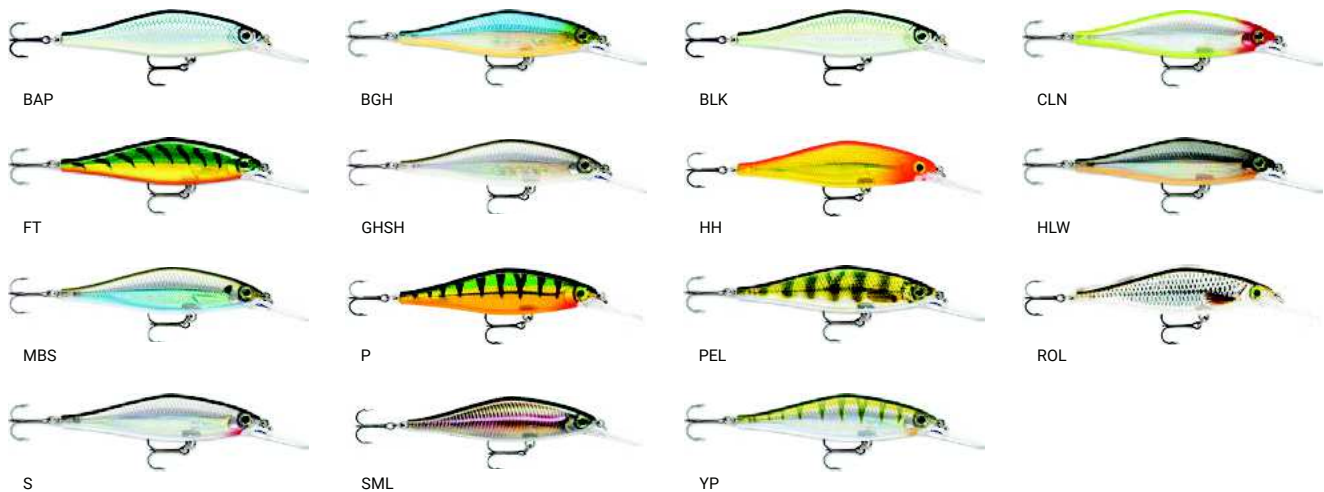 BAP
BGH
BLK
CLN
FT
GHSH
HH
HLW
MBS
P
PEL
ROL
S
SML
YP